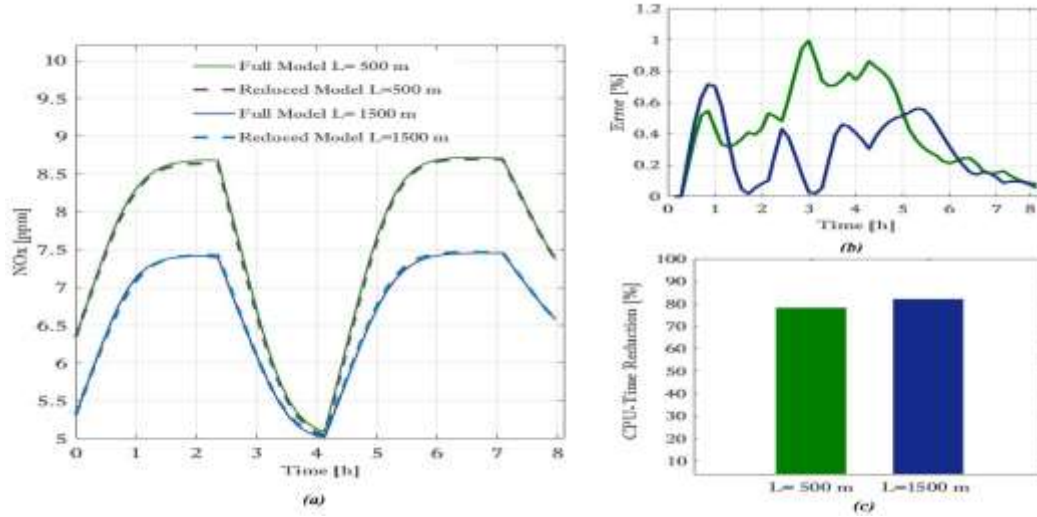 10
9.5
9
8.5
8
7.5
7
6.5
6
5.5
5
NOx [ppm]
Full Model L= 500 m
Reduced Model L=500 m
Full Model L= 1500 m
Reduced Model L=1500 m
0 1 2 3 4 5 6 7 8
Time [h]
(a)
1.2
1
0.8
0.6
0.4
0.2
0
Error [%]
0 1 2 3 4 5 6 7 8
Time [h]
(b)
100
90
80
70
60
50
40
30
90
10
CPU-Time Reduction [%]
L= 500 m L=1500 m
(c)